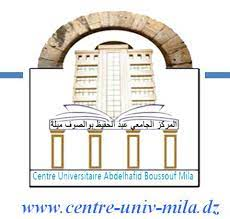 المركز الجامعي عبد الحفيظ بوالصوف ميلة
Centre Universitaire Abdelhafid Boussouf Mila
www.centre-univ-mila.dz